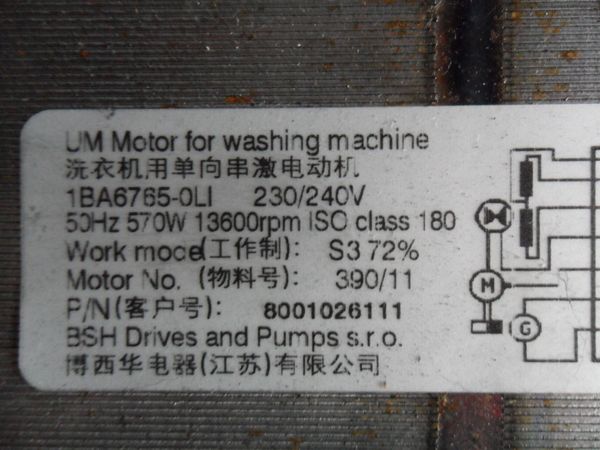 UM Motor for washing machine
洗衣机用单向串激电动机
1BA6765-0LI 230/240V
50Hz 570W 13600rpm ISO class 180
Work mode(工作制): S3 72%
Motor No. (物料号): 390/11
P/N(客户号): 8001026111
BSH Drives and Pumps s.r.o.
博西华电器(江苏)有限公司
M
G